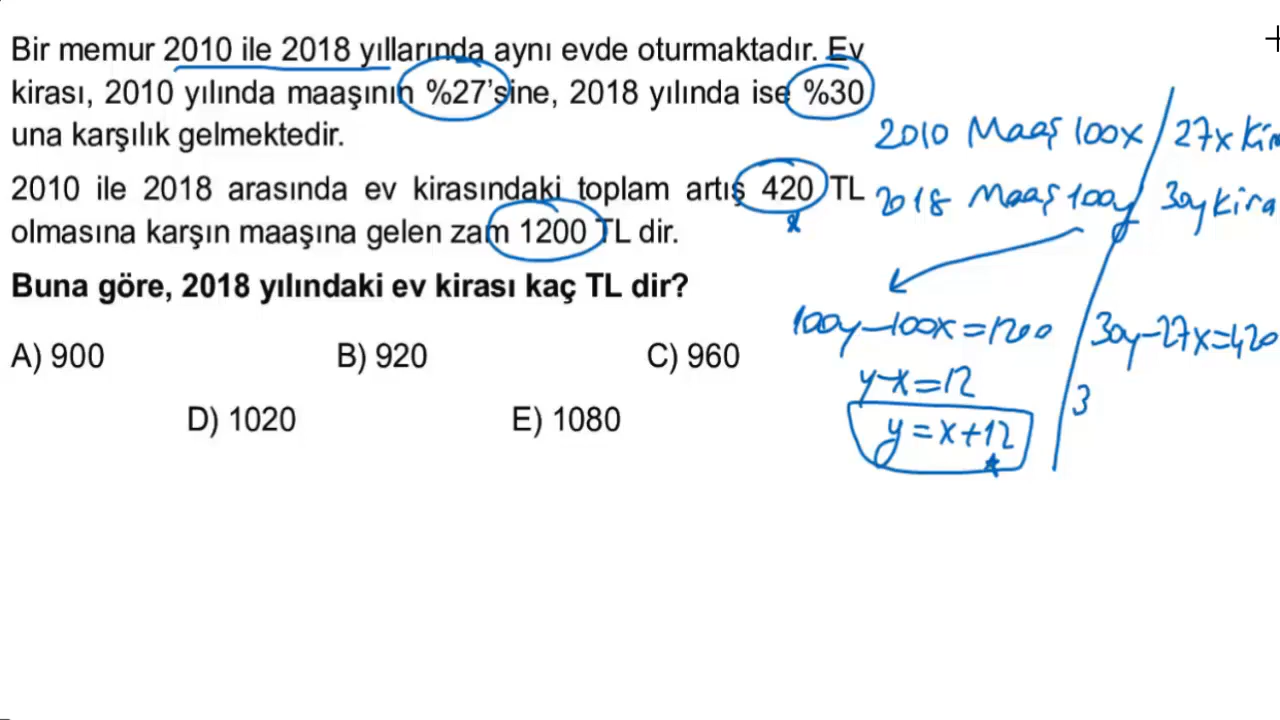 Bir memur 2010 ile 2018 yıllarında aynı evde oturmaktadır. Ev
kirası, 2010 yılında maaşının %27'sine, 2018 yılında ise %30
una karşılık gelmektedir.
2010 ile 2018 arasında ev kirasındaki toplam artış 420 TL
olmasına karşın maaşına gelen zam 1200 TL dir.
Buna göre, 2018 yılındaki ev kirası kaç TL dir?
A) 900 B) 920 C) 960
D) 1020 E) 1080
2010 Maaş 100x / 27x
2018 Maaş 100y 30y Kira
100y-100x=1200 30y-27x=420
y-x=12
3
y=x+12